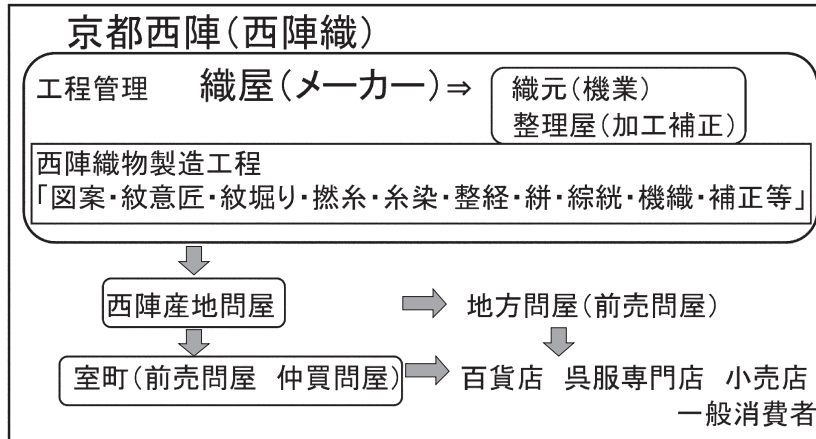 京都西陣(西陣織)
工程管理 織屋(メーカー)⇒ 織元(機業)
整理屋(加工補正)
西陣織物製造工程
「図案・紋意匠・紋堀り・撚糸・糸染・整経・絣・綜絖・機織・補正等」
西陣産地問屋 地方問屋(前売問屋)
室町(前売問屋 仲買問屋) 百貨店 呉服専門店 小売店
一般消費者